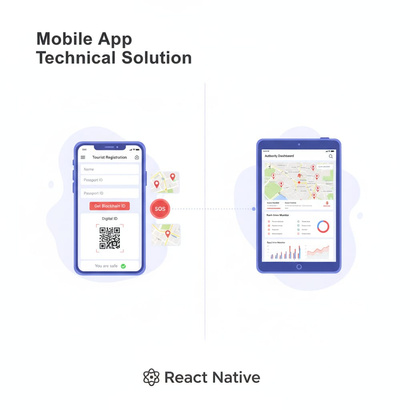 Mobile App
Technical Solution
Tourist Registration
Name
Passport ID
Passport ID
Get Blockchain ID
Digital ID
You are safe
SOS
Authority Dashboard
React Native